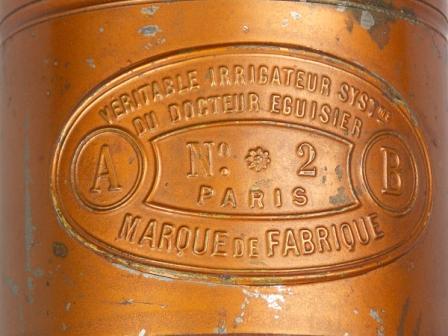 VERITABLE IRRIGATEUR SYSTME
DU DOCTEUR EGUISIER
A
No. 2
B
PARIS
MARQUE DE FABRIQUE